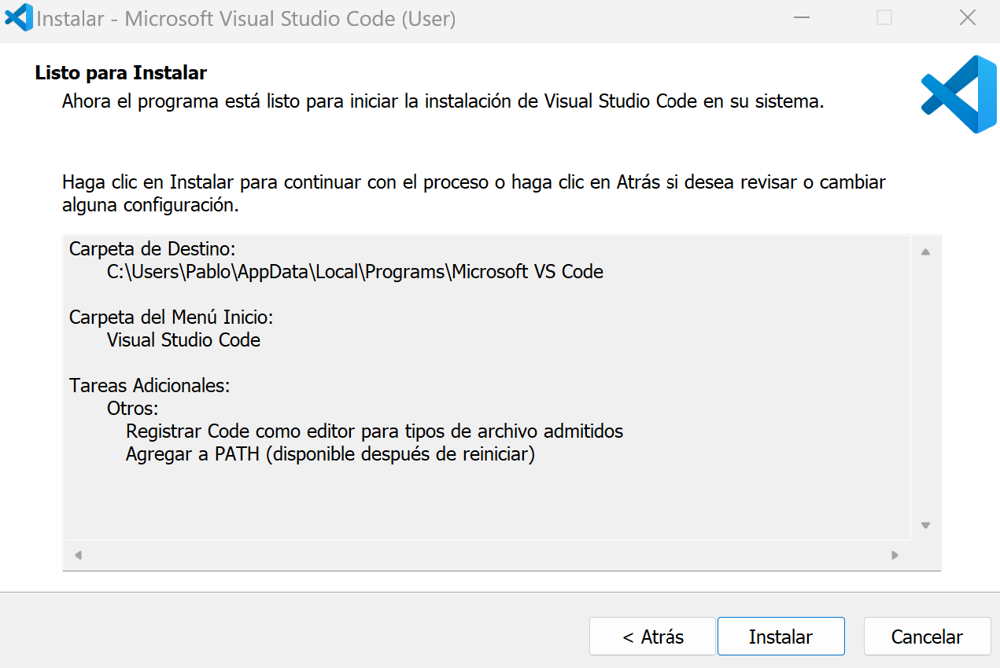 Instalar - Microsoft Visual Studio Code (User)
Listo para Instalar
Ahora el programa está listo para iniciar la instalación de Visual Studio Code en su sistema.
Haga clic en Instalar para continuar con el proceso o haga clic en Atrás si desea revisar o cambiar
alguna configuración.
Carpeta de Destino:
C:\Users\Pablo\AppData\Local\Programs\Microsoft VS Code
Carpeta del Menú Inicio:
Visual Studio Code
Tareas Adicionales:
Otros:
Registrar Code como editor para tipos de archivo admitidos
Agregar a PATH (disponible después de reiniciar)
< Atrás
Instalar
Cancelar